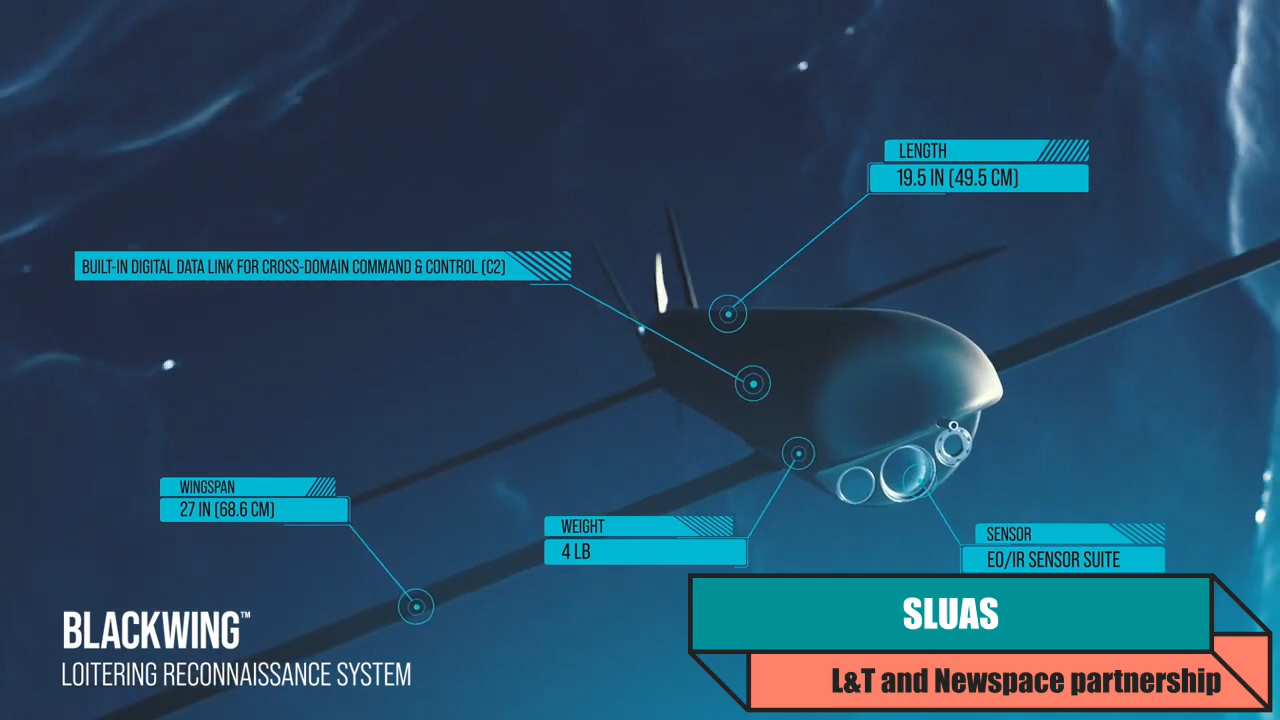 LENGTH
19.5 IN (49.5 CM)
BUILT-IN DIGITAL DATA LINK FOR CROSS-DOMAIN COMMAND & CONTROL (C2)
WINGSPAN
27 IN (68.6 CM)
WEIGHT
4 LB
SENSOR
EO/IR SENSOR SUITE
BLACKWING™
LOITERING RECONNAISSANCE SYSTEM
SLUAS
L&T and Newspace partnership